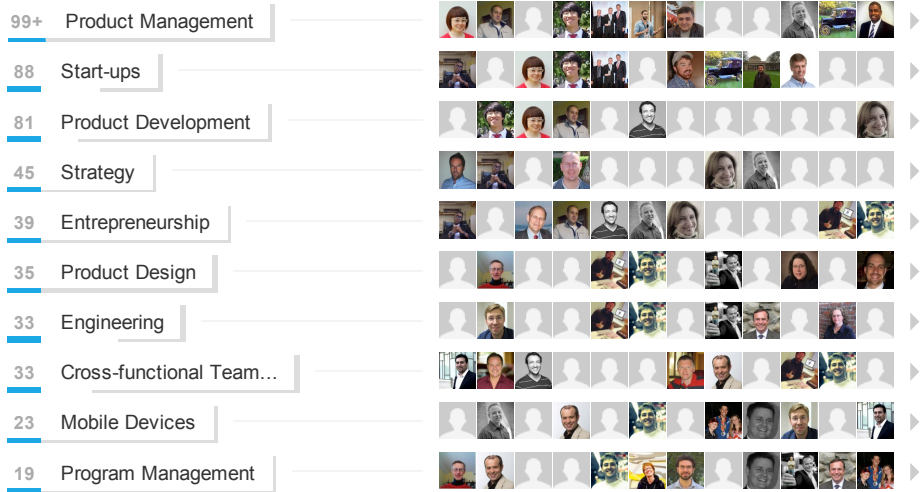 99+ Product Management
88 Start-ups
81 Product Development
45 Strategy
39 Entrepreneurship
35 Product Design
33 Engineering
33 Cross-functional Team…
23 Mobile Devices
19 Program Management